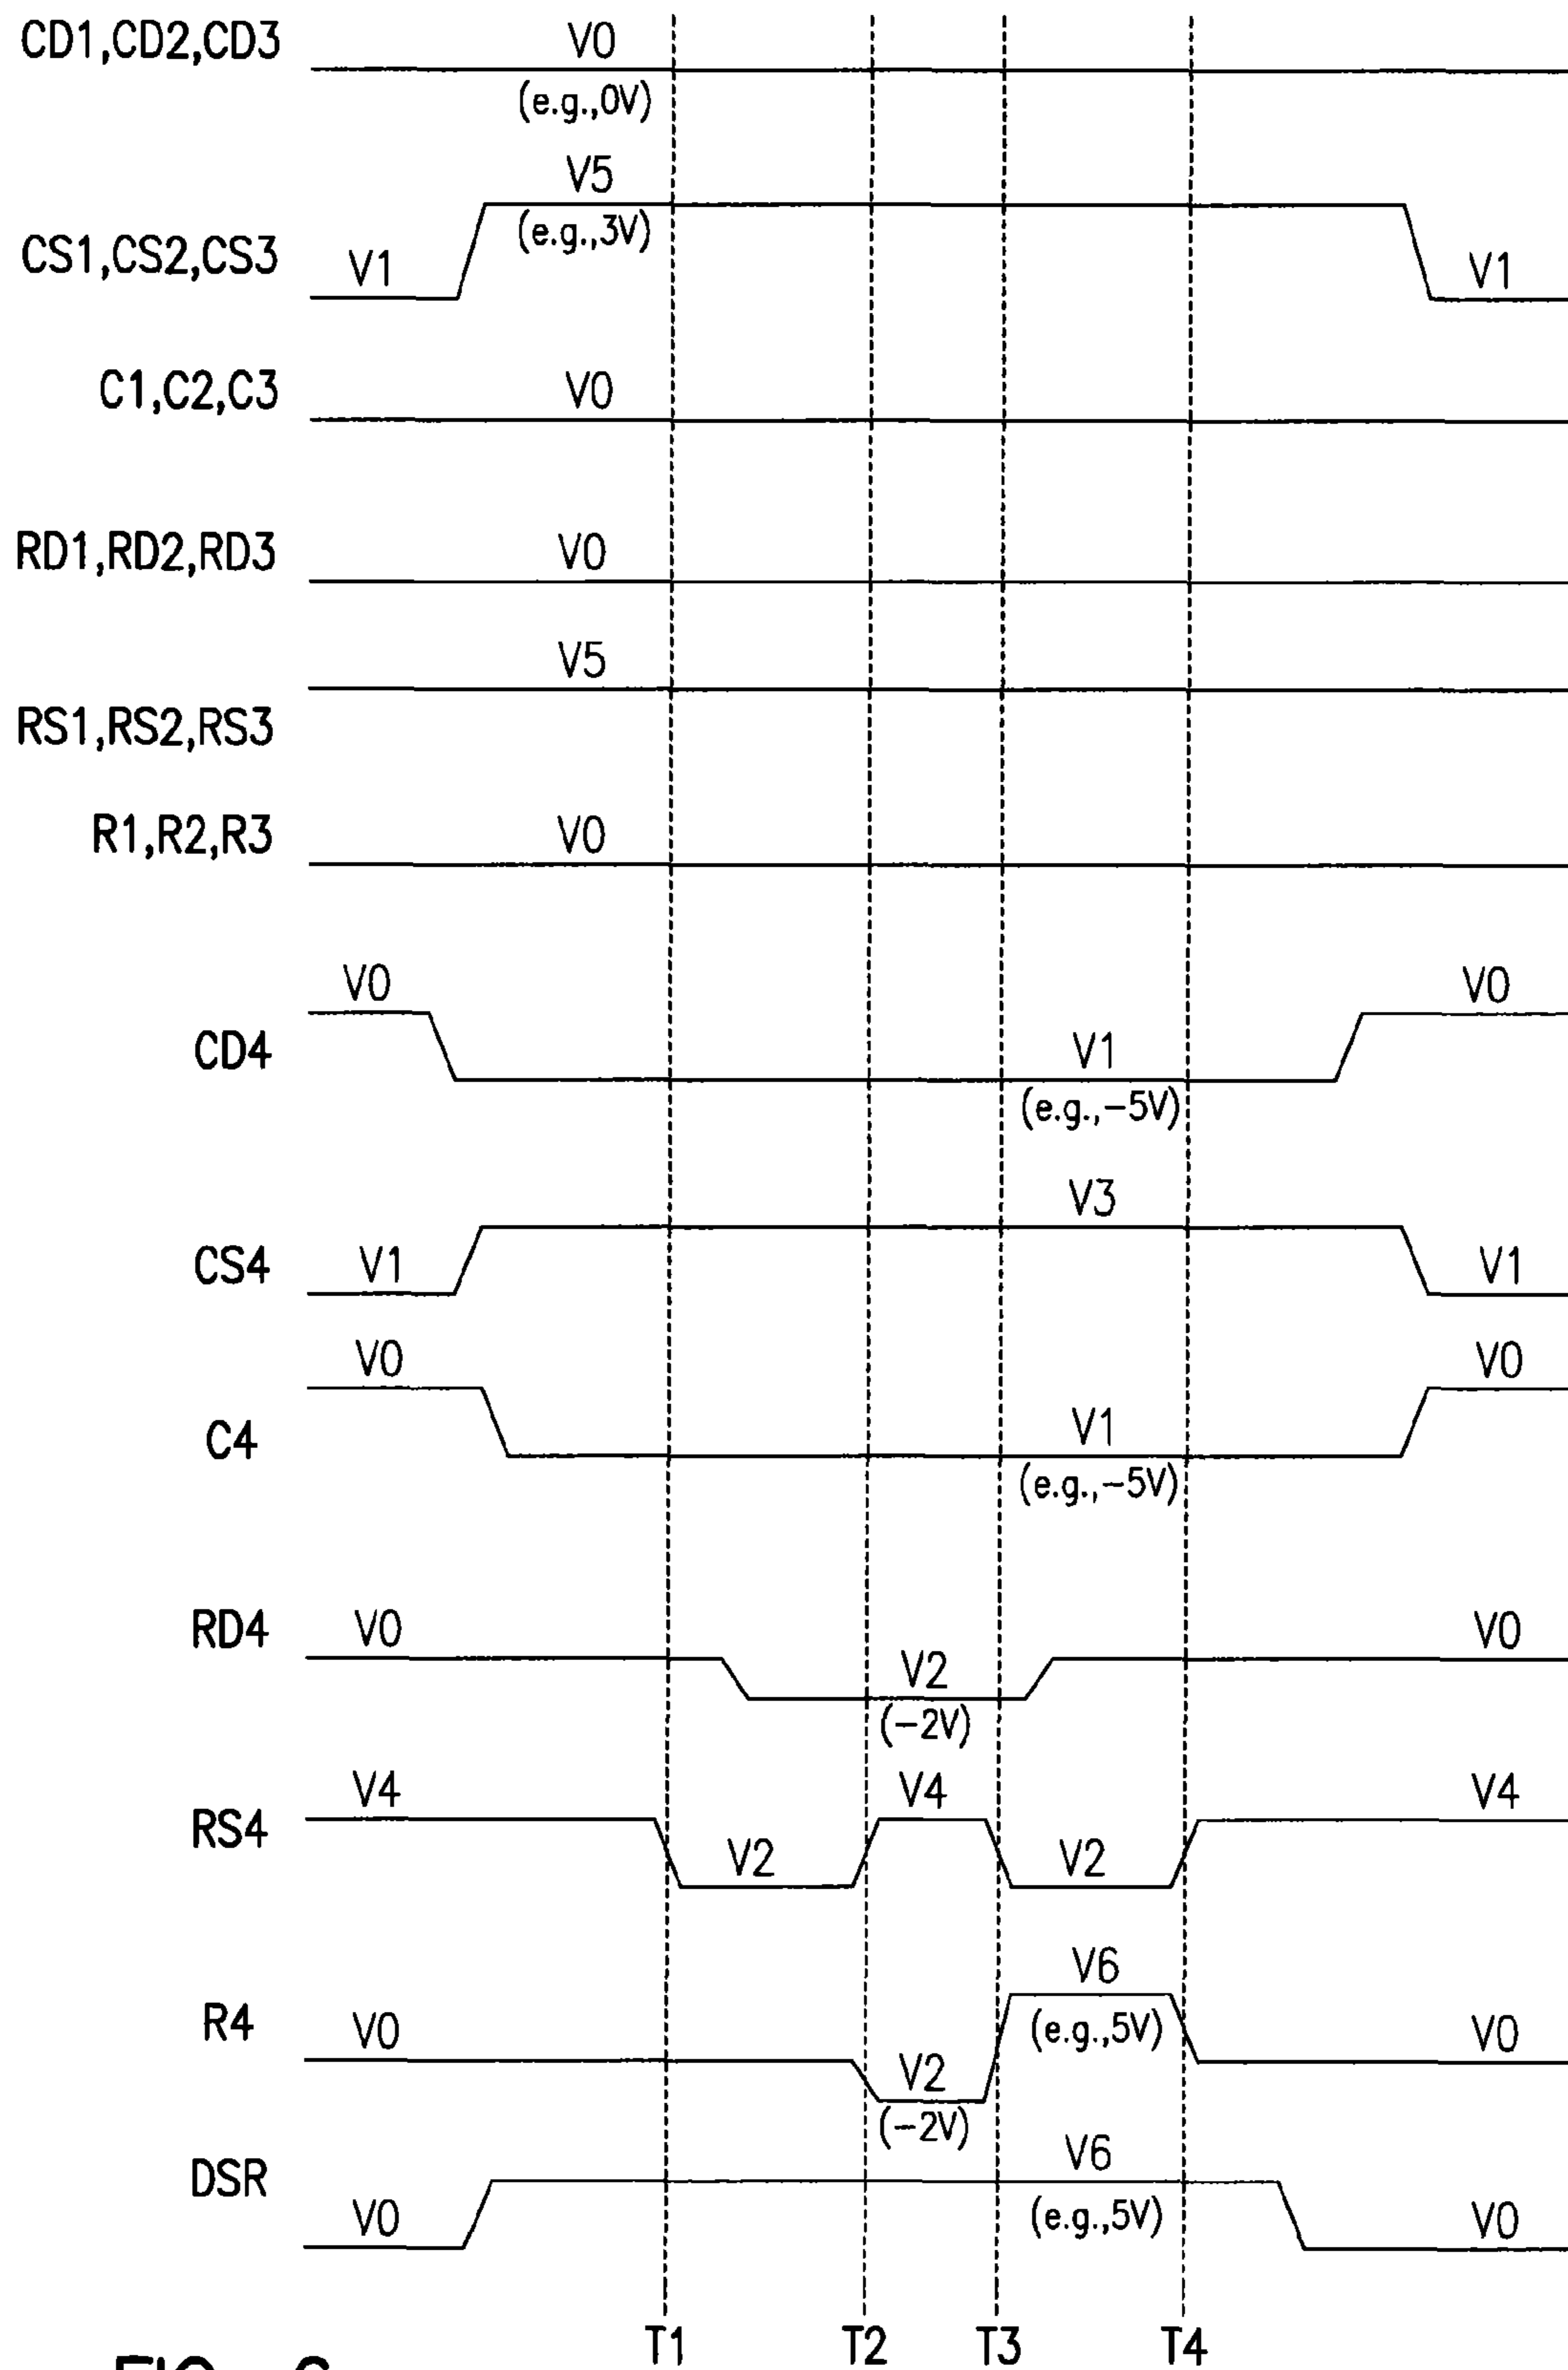 CD1,CD2,CD3
V0
(e.g.,0V)
V5
(e.g.,3V)
CS1,CS2,CS3
V1
V1
C1,C2,C3
V0
RD1,RD2,RD3
V0
V5
RS1,RS2,RS3
R1,R2,R3
V0
V0
V0
CD4
V1
(e.g.,-5V)
V3
CS4
V1
V1
V0
V0
C4
V1
(e.g.,-5V)
RD4
V0
V2
(-2V)
V0
V4
V4
V4
RS4
V2
V2
V6
R4
V0
(e.g.,5V)
V0
V2
(-2V)
V6
DSR
V0
(e.g.,5V)
V0
T1 T2 T3 T4